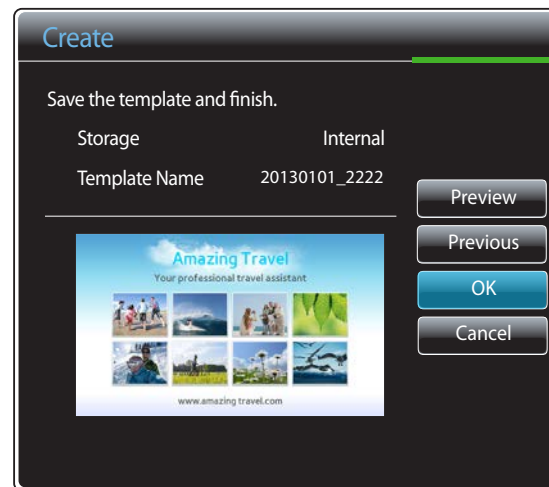 Create
Save the template and finish.
Storage Internal
Template Name 20130101_2222
Preview
Previous
OK
Cancel
Amazing Travel
Your professional travel assistant
www.amazing travel.com